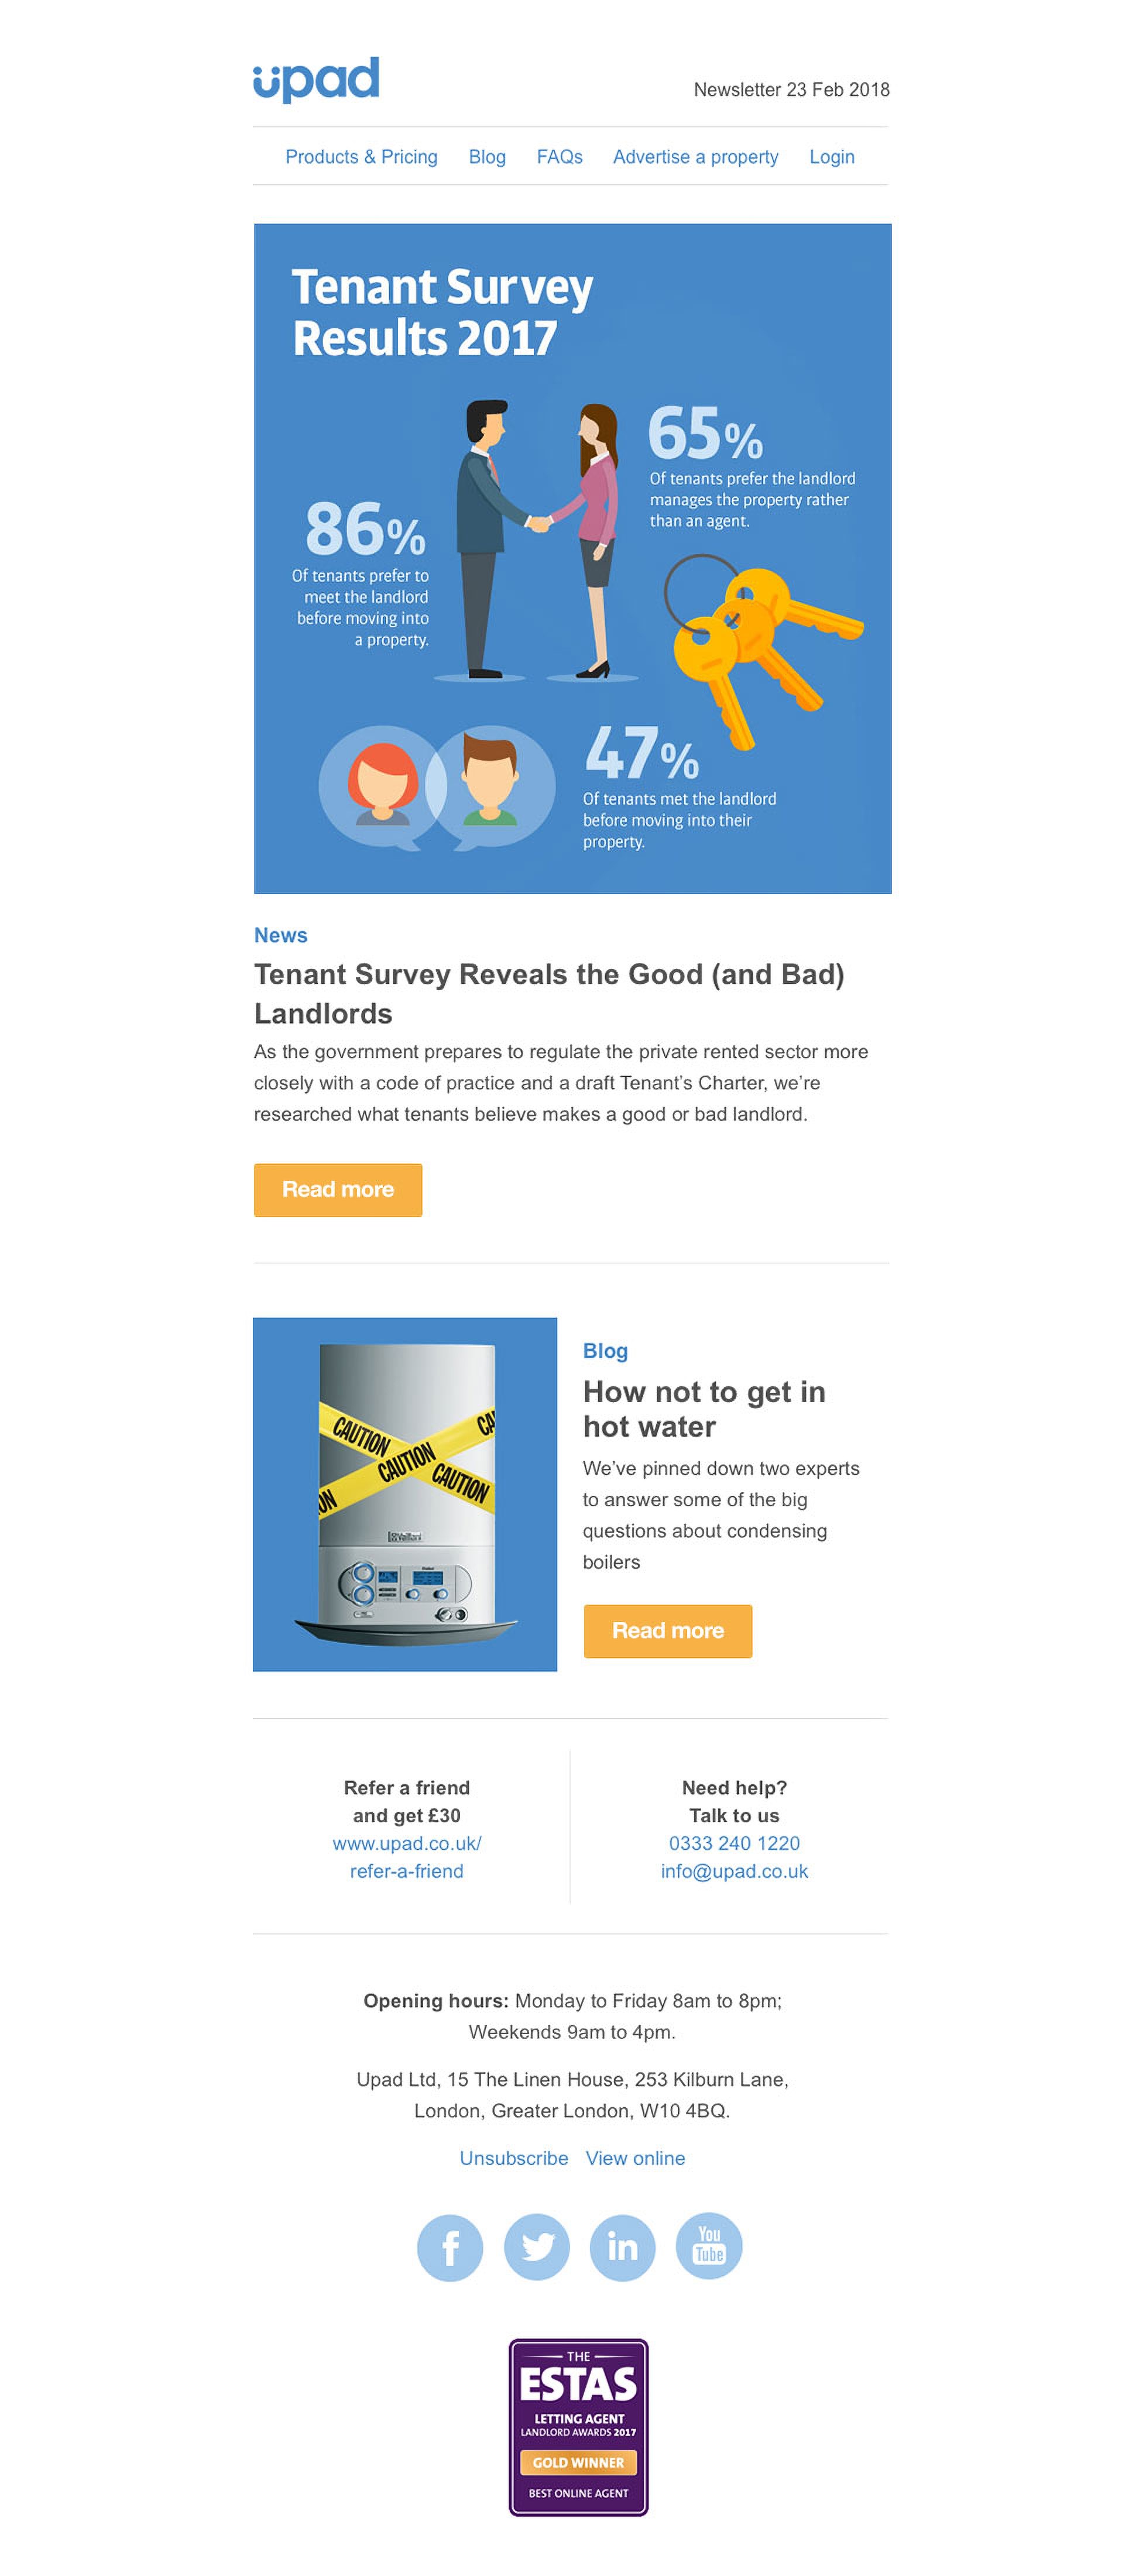 upad
Newsletter 23 Feb 2018
Products & Pricing Blog FAQs Advertise a property Login
Tenant Survey
Results 2017
65%
Of tenants prefer the landlord
manages the property rather
than an agent.
86%
Of tenants prefer to
meet the landlord
before moving into
a property.
47%
Of tenants met the landlord
before moving into their
property.
News
Tenant Survey Reveals the Good (and Bad)
Landlords
As the government prepares to regulate the private rented sector more
closely with a code of practice and a draft Tenant’s Charter, we’re
researched what tenants believe makes a good or bad landlord.
Read more
CAUTION
CAUTION
CAUTION
CA
ON
Blog
How not to get in
hot water
We’ve pinned down two experts
to answer some of the big
questions about condensing
boilers
Read more
Refer a friend
and get £30
www.upad.co.uk/
refer-a-friend
Need help?
Talk to us
0333 240 1220
info@upad.co.uk
Opening hours: Monday to Friday 8am to 8pm;
Weekends 9am to 4pm.
Upad Ltd, 15 The Linen House, 253 Kilburn Lane,
London, Greater London, W10 4BQ.
Unsubscribe View online
f
in
You
Tube
THE
ESTAS
LETTING AGENT
LANDLORD AWARDS 2017
GOLD WINNER
BEST ONLINE AGENT